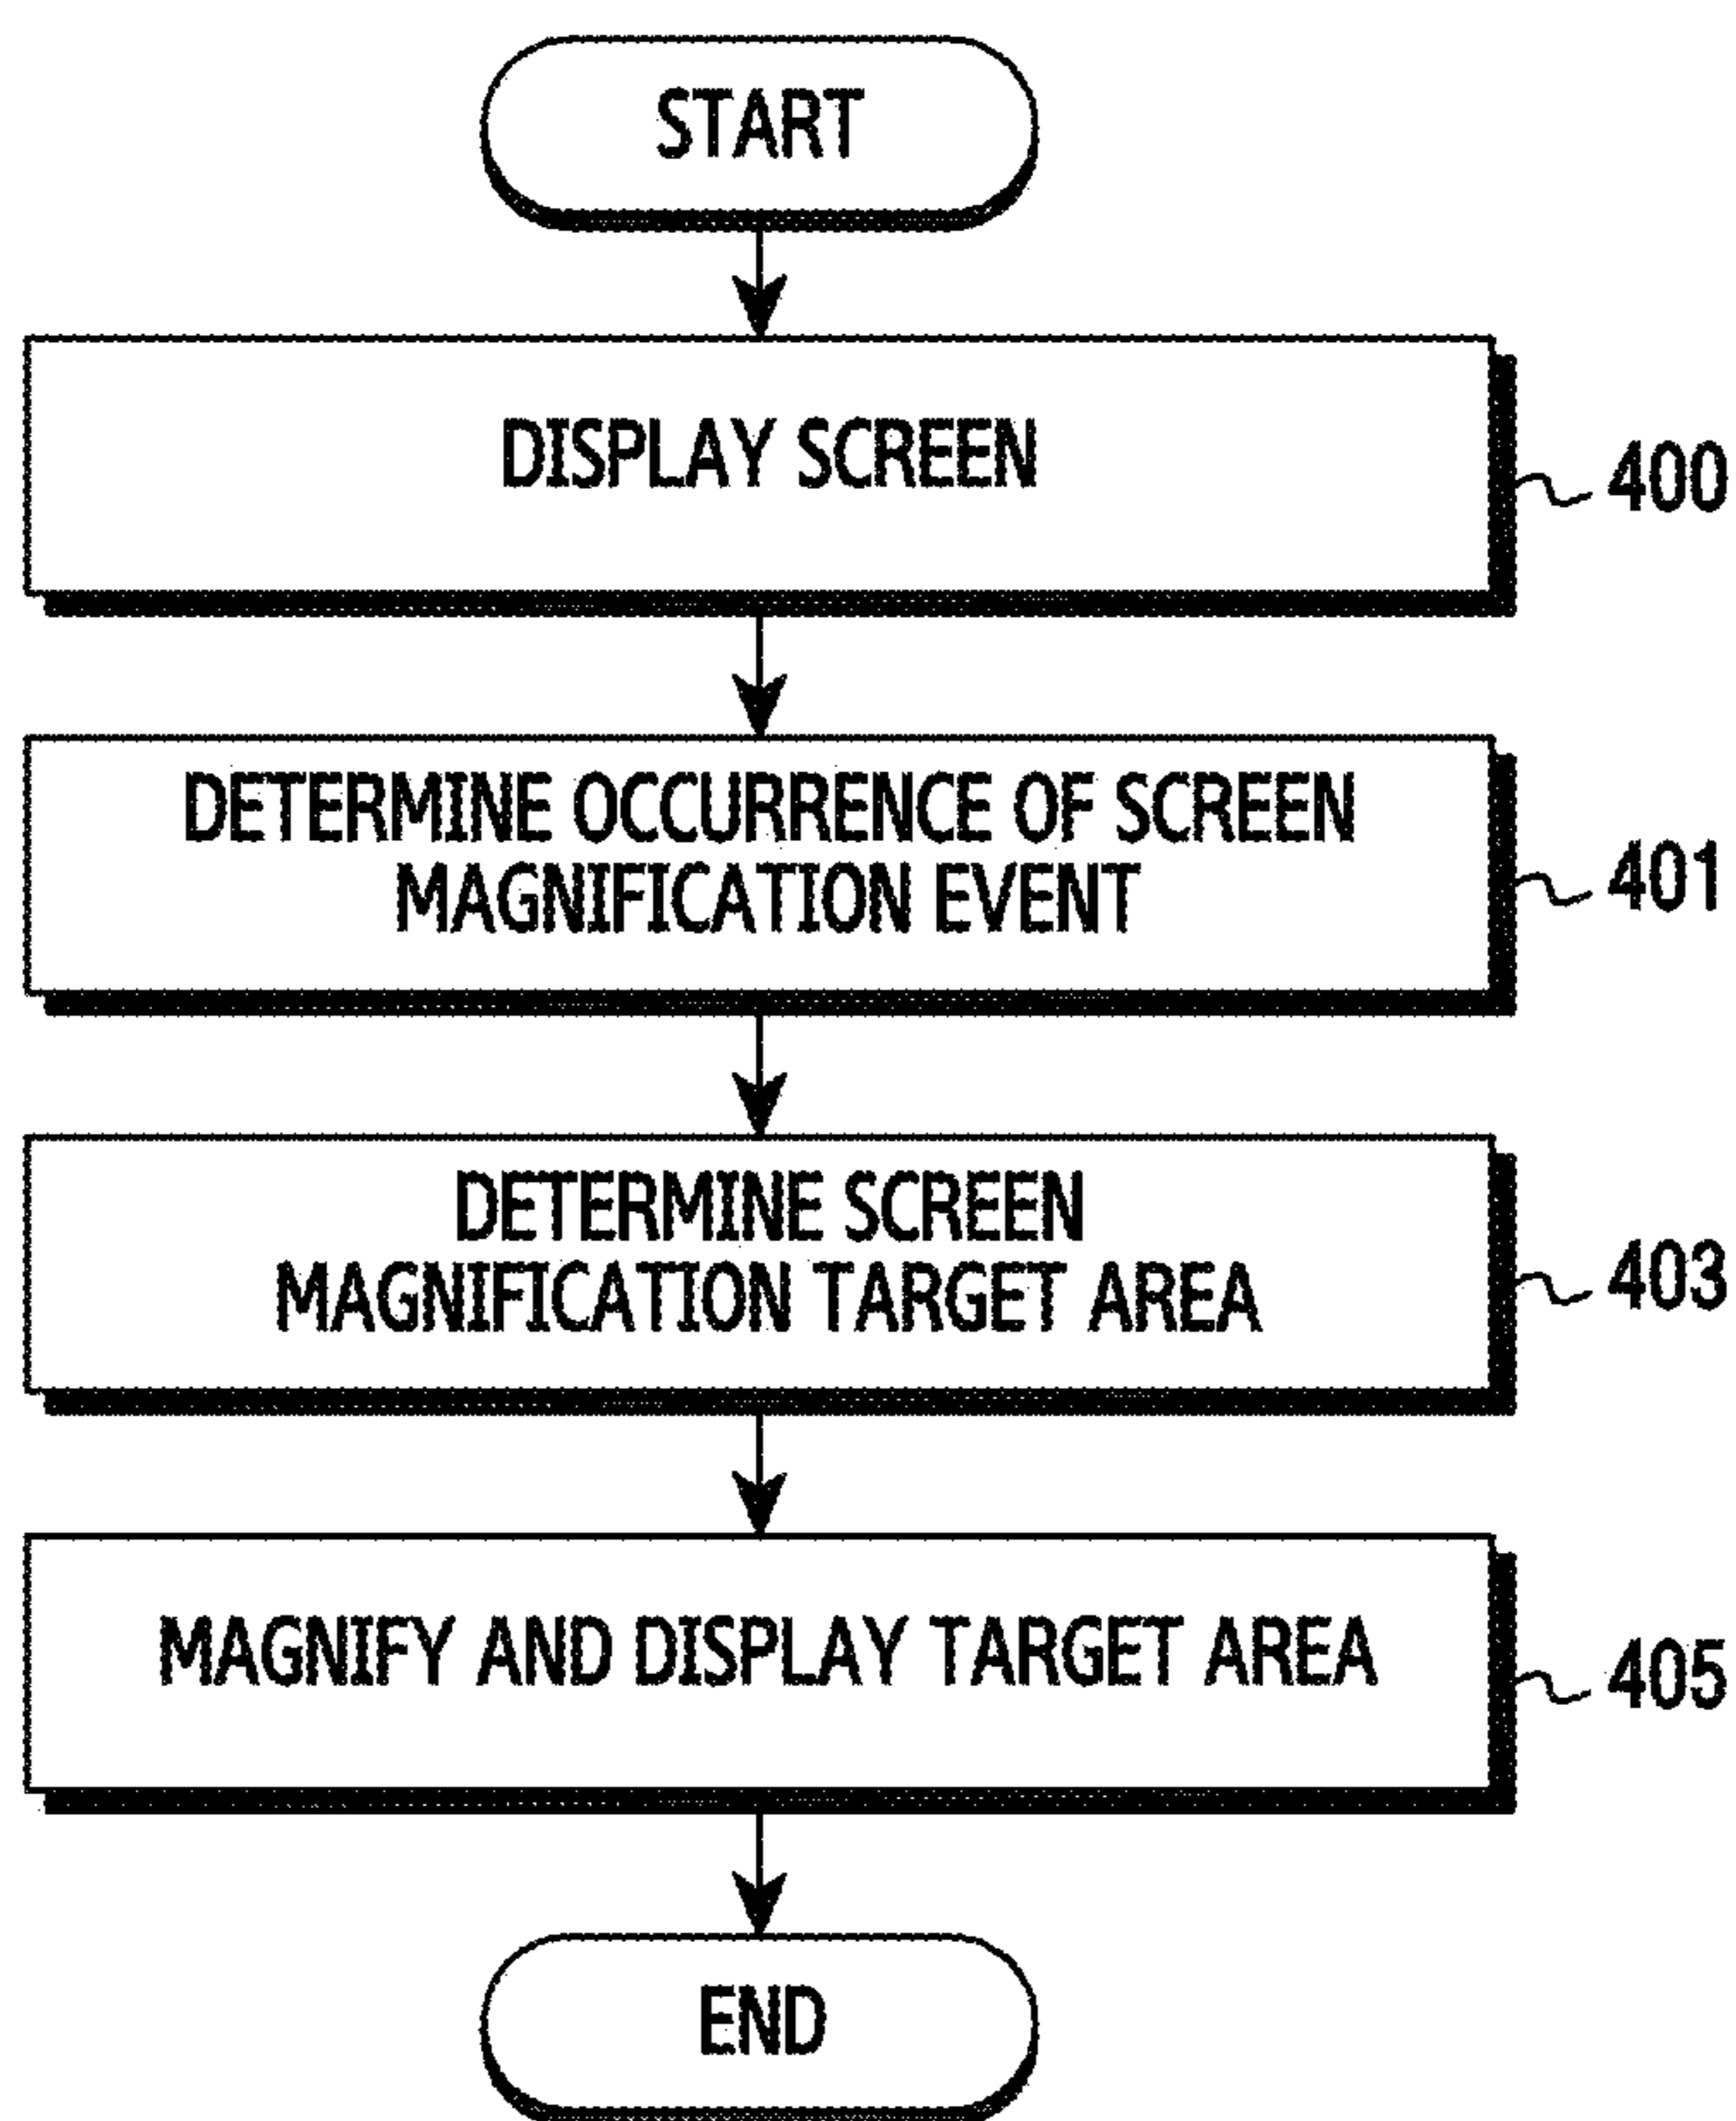 START
DISPLAY SCREEN
400
DETERMINE OCCURRENCE OF SCREEN
MAGNIFICATION EVENT
401
DETERMINE SCREEN
MAGNIFICATION TARGET AREA
403
MAGNIFY AND DISPLAY TARGET AREA
405
END